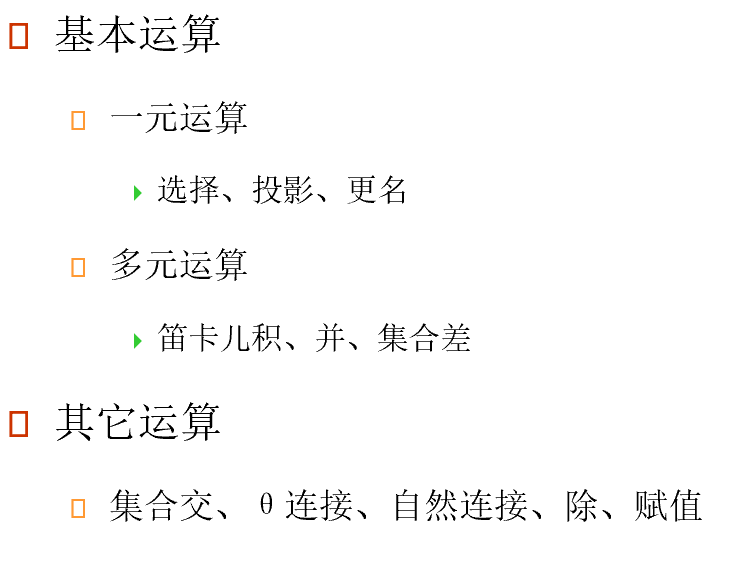 基本运算
一元运算
选择、投影、更名
多元运算
笛卡儿积、并、集合差
其它运算
集合交、θ连接、自然连接、除、赋值